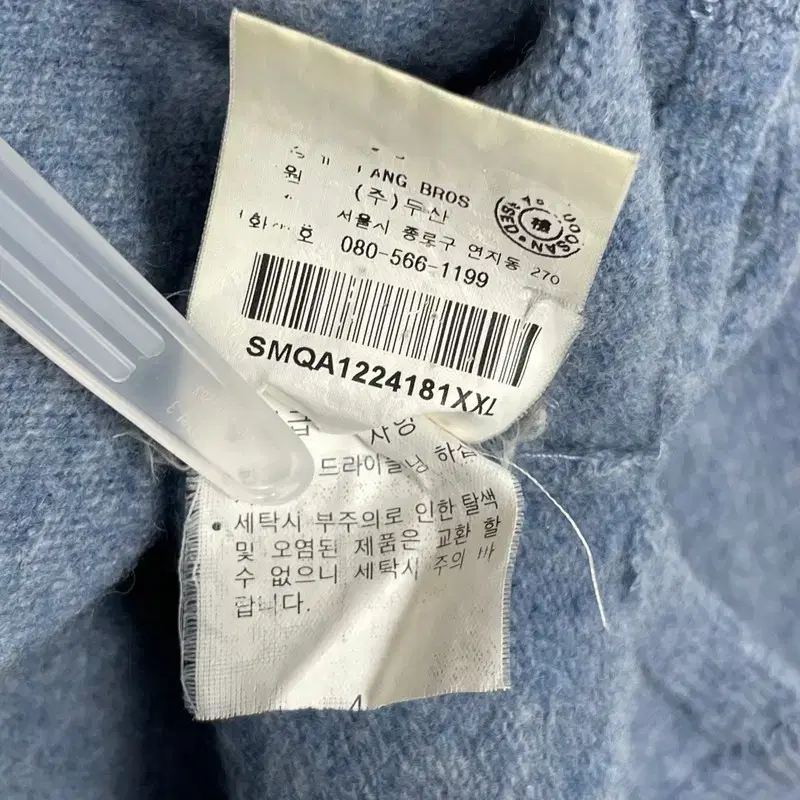 원 ANG BROS
(주)두산
서울시 종로구 연지동 270
080-566-1199
DOOSAN
SMQA1224181XXL
드라이클닝 하십
• 세탁시 부주의로 인한 탈색
및 오염된 제품은 교환 할
수 없으니 세탁시 주의 바
랍니다.